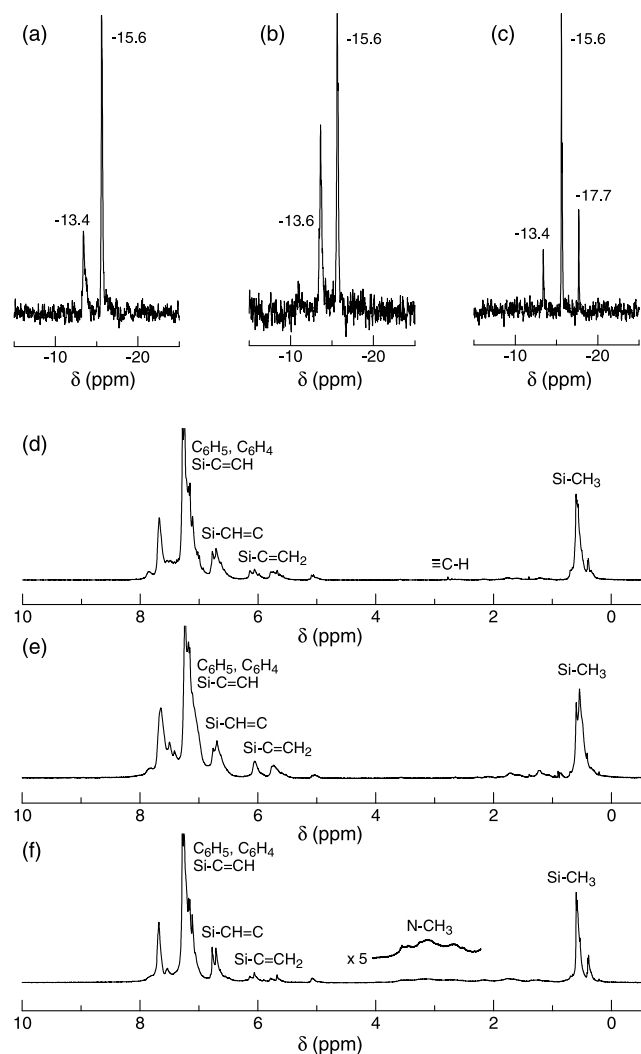 (a)
(b)
(c)
-15.6
-15.6
-15.6
-13.4
-13.6
-17.7
-13.4
-10 -20
-10 -20
-10 -20
δ (ppm)
δ (ppm)
δ (ppm)
(d)
C6H5, C6H4
Si-C=CH
Si-CH=C
Si-C=CH2
≡C-H
Si-CH3
10 8 6 4 2 0
δ (ppm)
(e)
C6H5, C6H4
Si-C=CH
Si-CH=C
Si-C=CH2
Si-CH3
10 8 6 4 2 0
δ (ppm)
(f)
C6H5, C6H4
Si-C=CH
Si-CH=C
Si-C=CH2
x 5
N-CH3
Si-CH3
10 8 6 4 2 0
δ (ppm)